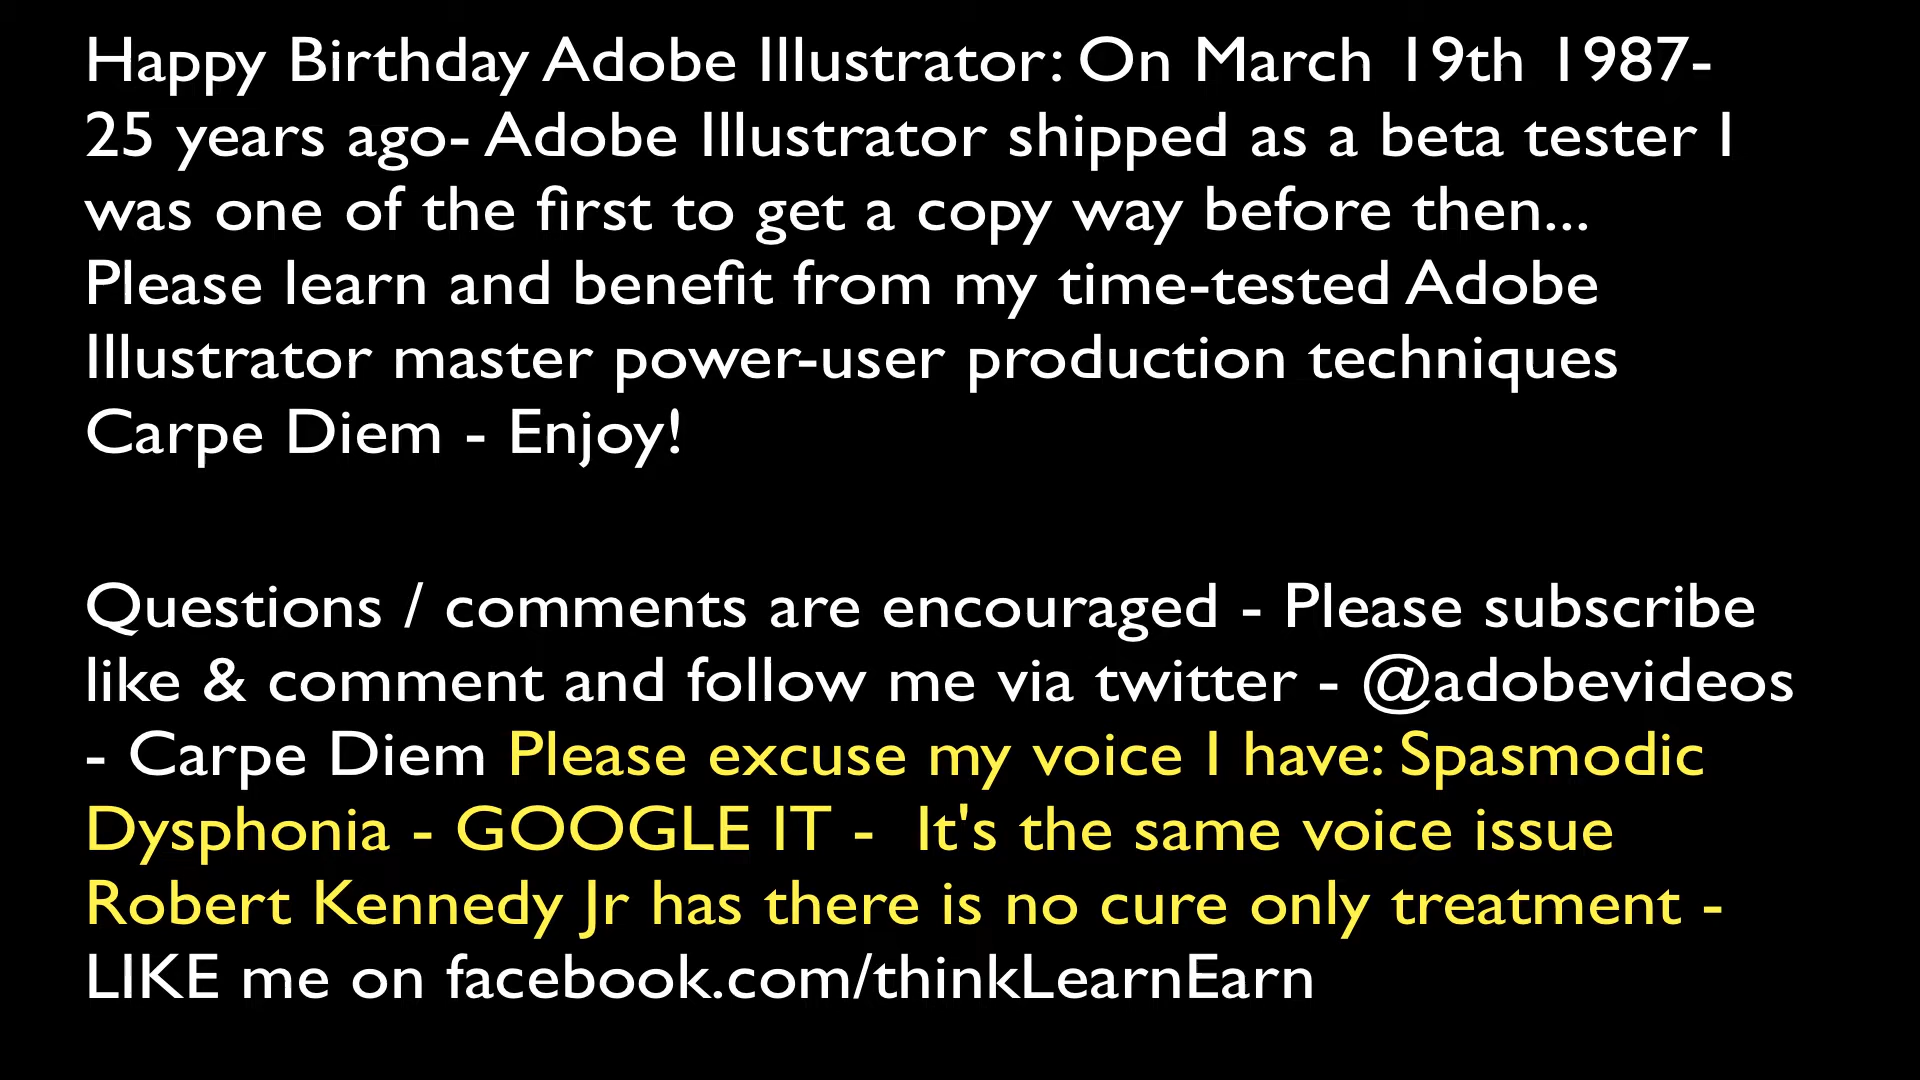 Happy Birthday Adobe Illustrator: On March 19th 1987-
25 years ago- Adobe Illustrator shipped as a beta tester I
was one of the first to get a copy way before then...
Please learn and benefit from my time-tested Adobe
Illustrator master power-user production techniques
Carpe Diem - Enjoy!
Questions / comments are encouraged - Please subscribe
like & comment and follow me via twitter - @adobevideos
- Carpe Diem Please excuse my voice I have: Spasmodic
Dysphonia - GOOGLE IT -  It's the same voice issue
Robert Kennedy Jr has there is no cure only treatment -
LIKE me on facebook.com/thinkLearnEarn